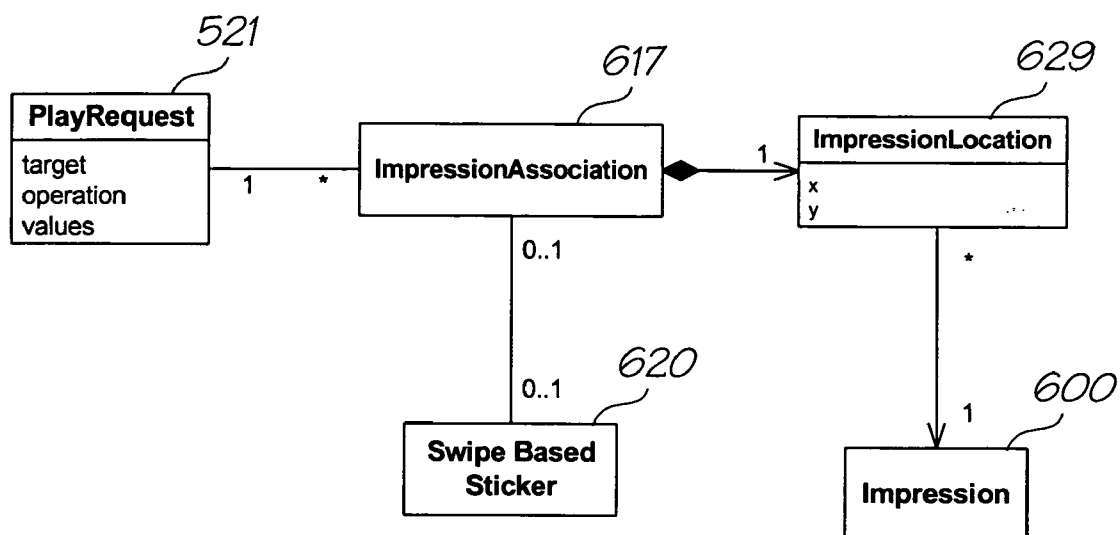 521
PlayRequest
target
operation
values
1
*
617
ImpressionAssociation
1
629
ImpressionLocation
x
y
0..1
0..1
620
Swipe Based
Sticker
*
1
600
Impression